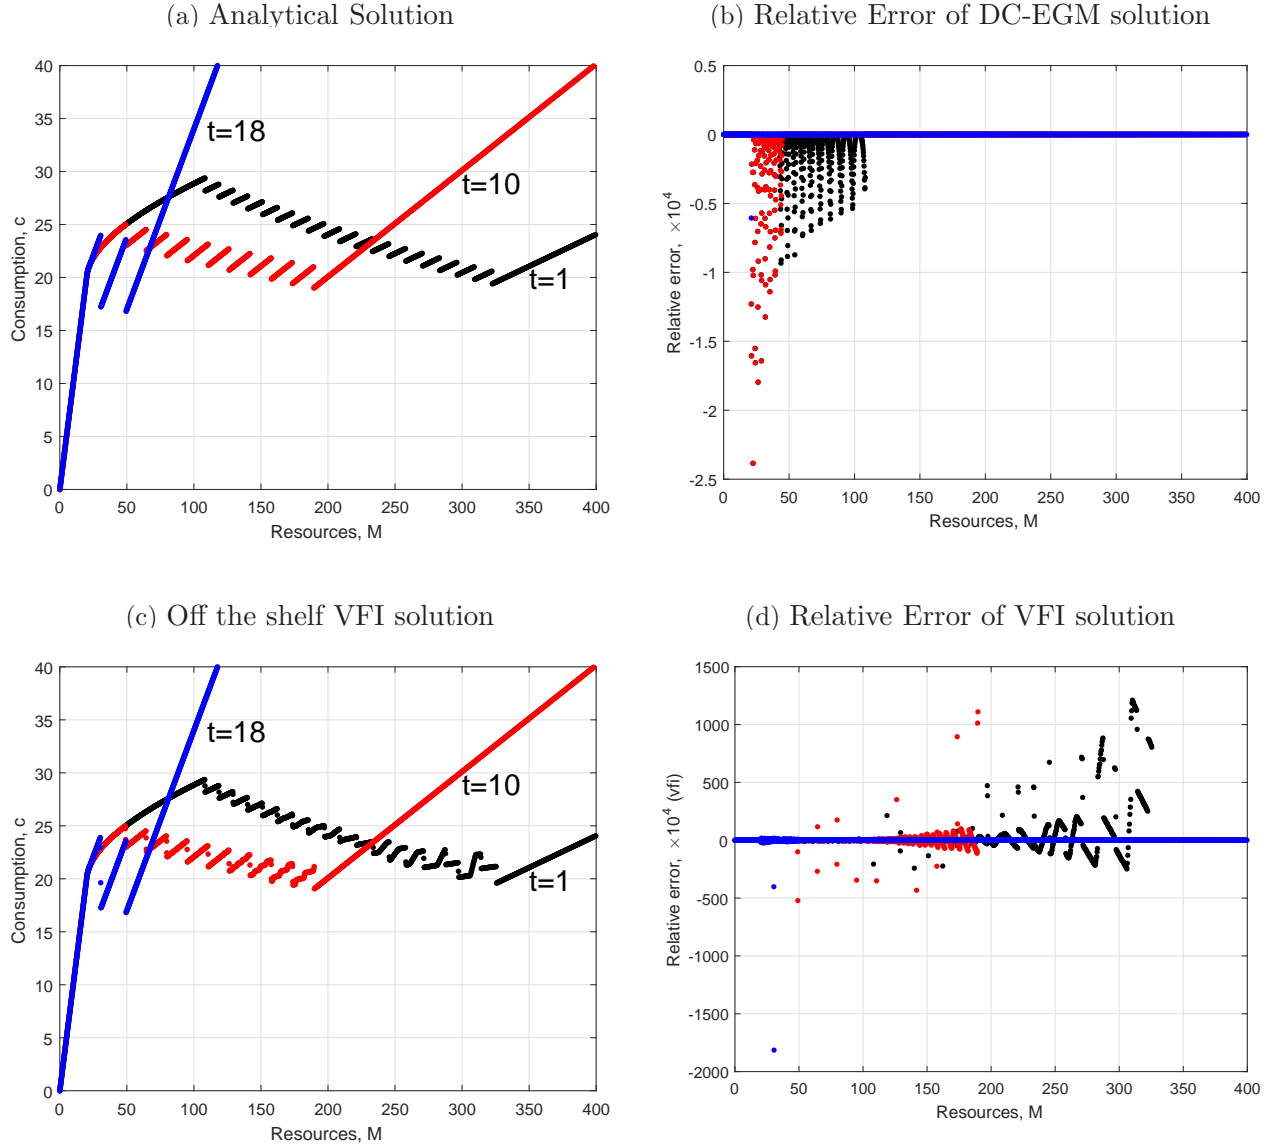 (a) Analytical Solution
40
35
30
25
20
15
10
5
0
0 50 100 150 200 250 300 350 400
Consumption, c
Resources, M
t=18
t=10
t=1
(b) Relative Error of DC-EGM solution
0.5
0
-0.5
-1
-1.5
-2
-2.5
0 50 100 150 200 250 300 350 400
Relative error, ×10⁴
Resources, M
(c) Off the shelf VFI solution
40
35
30
25
20
15
10
5
0
0 50 100 150 200 250 300 350 400
Consumption, c
Resources, M
t=18
t=10
t=1
(d) Relative Error of VFI solution
1500
1000
500
0
-500
-1000
-1500
-2000
0 50 100 150 200 250 300 350 400
Relative error, ×10⁴ (vfi)
Resources, M